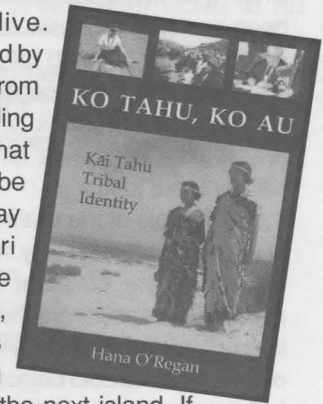 live.
d by
rom
ling
hat
be
ay
ri
e
,
the next island. If
KO TAHU, KO AU
Kāi Tahu
Tribal
Identity
Hana O'Regan